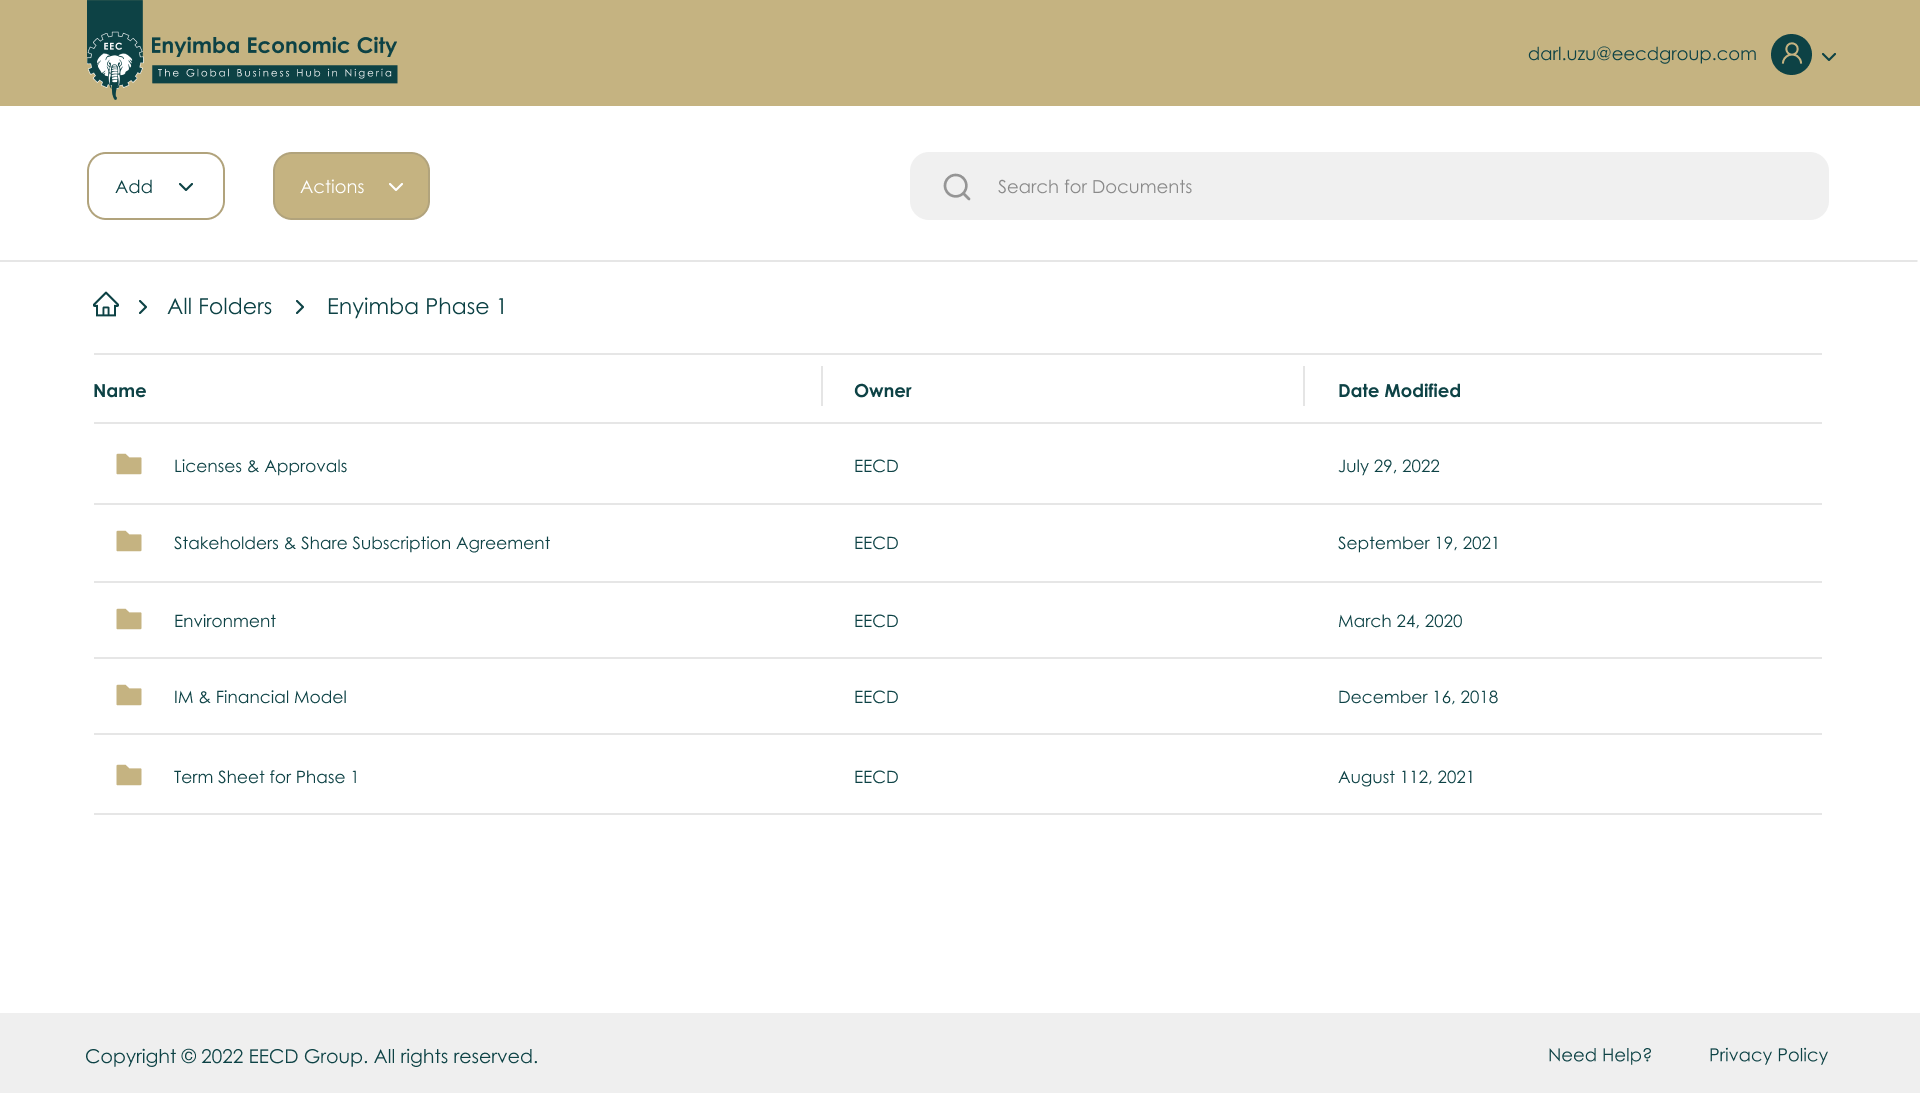 EEC
Enyimba Economic City
The Global Business Hub in Nigeria
darl.uzu@eecdgroup.com
Add
Actions
Search for Documents
All Folders
Enyimba Phase 1
Name
Owner
Date Modified
Licenses & Approvals
EECD
July 29, 2022
Stakeholders & Share Subscription Agreement
EECD
September 19, 2021
Environment
EECD
March 24, 2020
IM & Financial Model
EECD
December 16, 2018
Term Sheet for Phase 1
EECD
August 112, 2021
Copyright © 2022 EECD Group. All rights reserved.
Need Help?
Privacy Policy